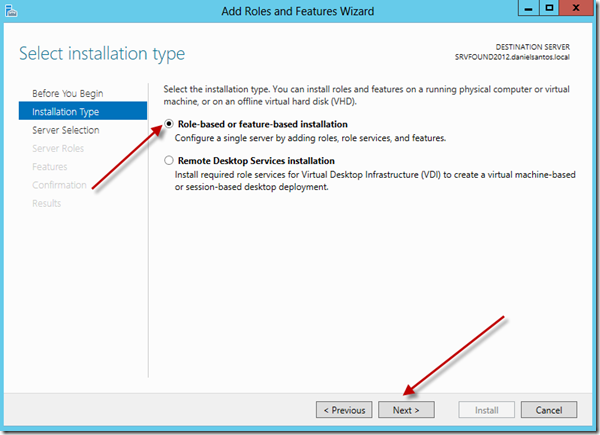 Add Roles and Features Wizard
Select installation type
DESTINATION SERVER
SRVFOUND2012.danielsantos.local
Before You Begin
Installation Type
Server Selection
Server Roles
Features
Confirmation
Results
Select the installation type. You can install roles and features on a running physical computer or virtual
machine, or on an offline virtual hard disk (VHD).
Role-based or feature-based installation
Configure a single server by adding roles, role services, and features.
Remote Desktop Services installation
Install required role services for Virtual Desktop Infrastructure (VDI) to create a virtual machine-based
or session-based desktop deployment.
< Previous
Next >
Install
Cancel